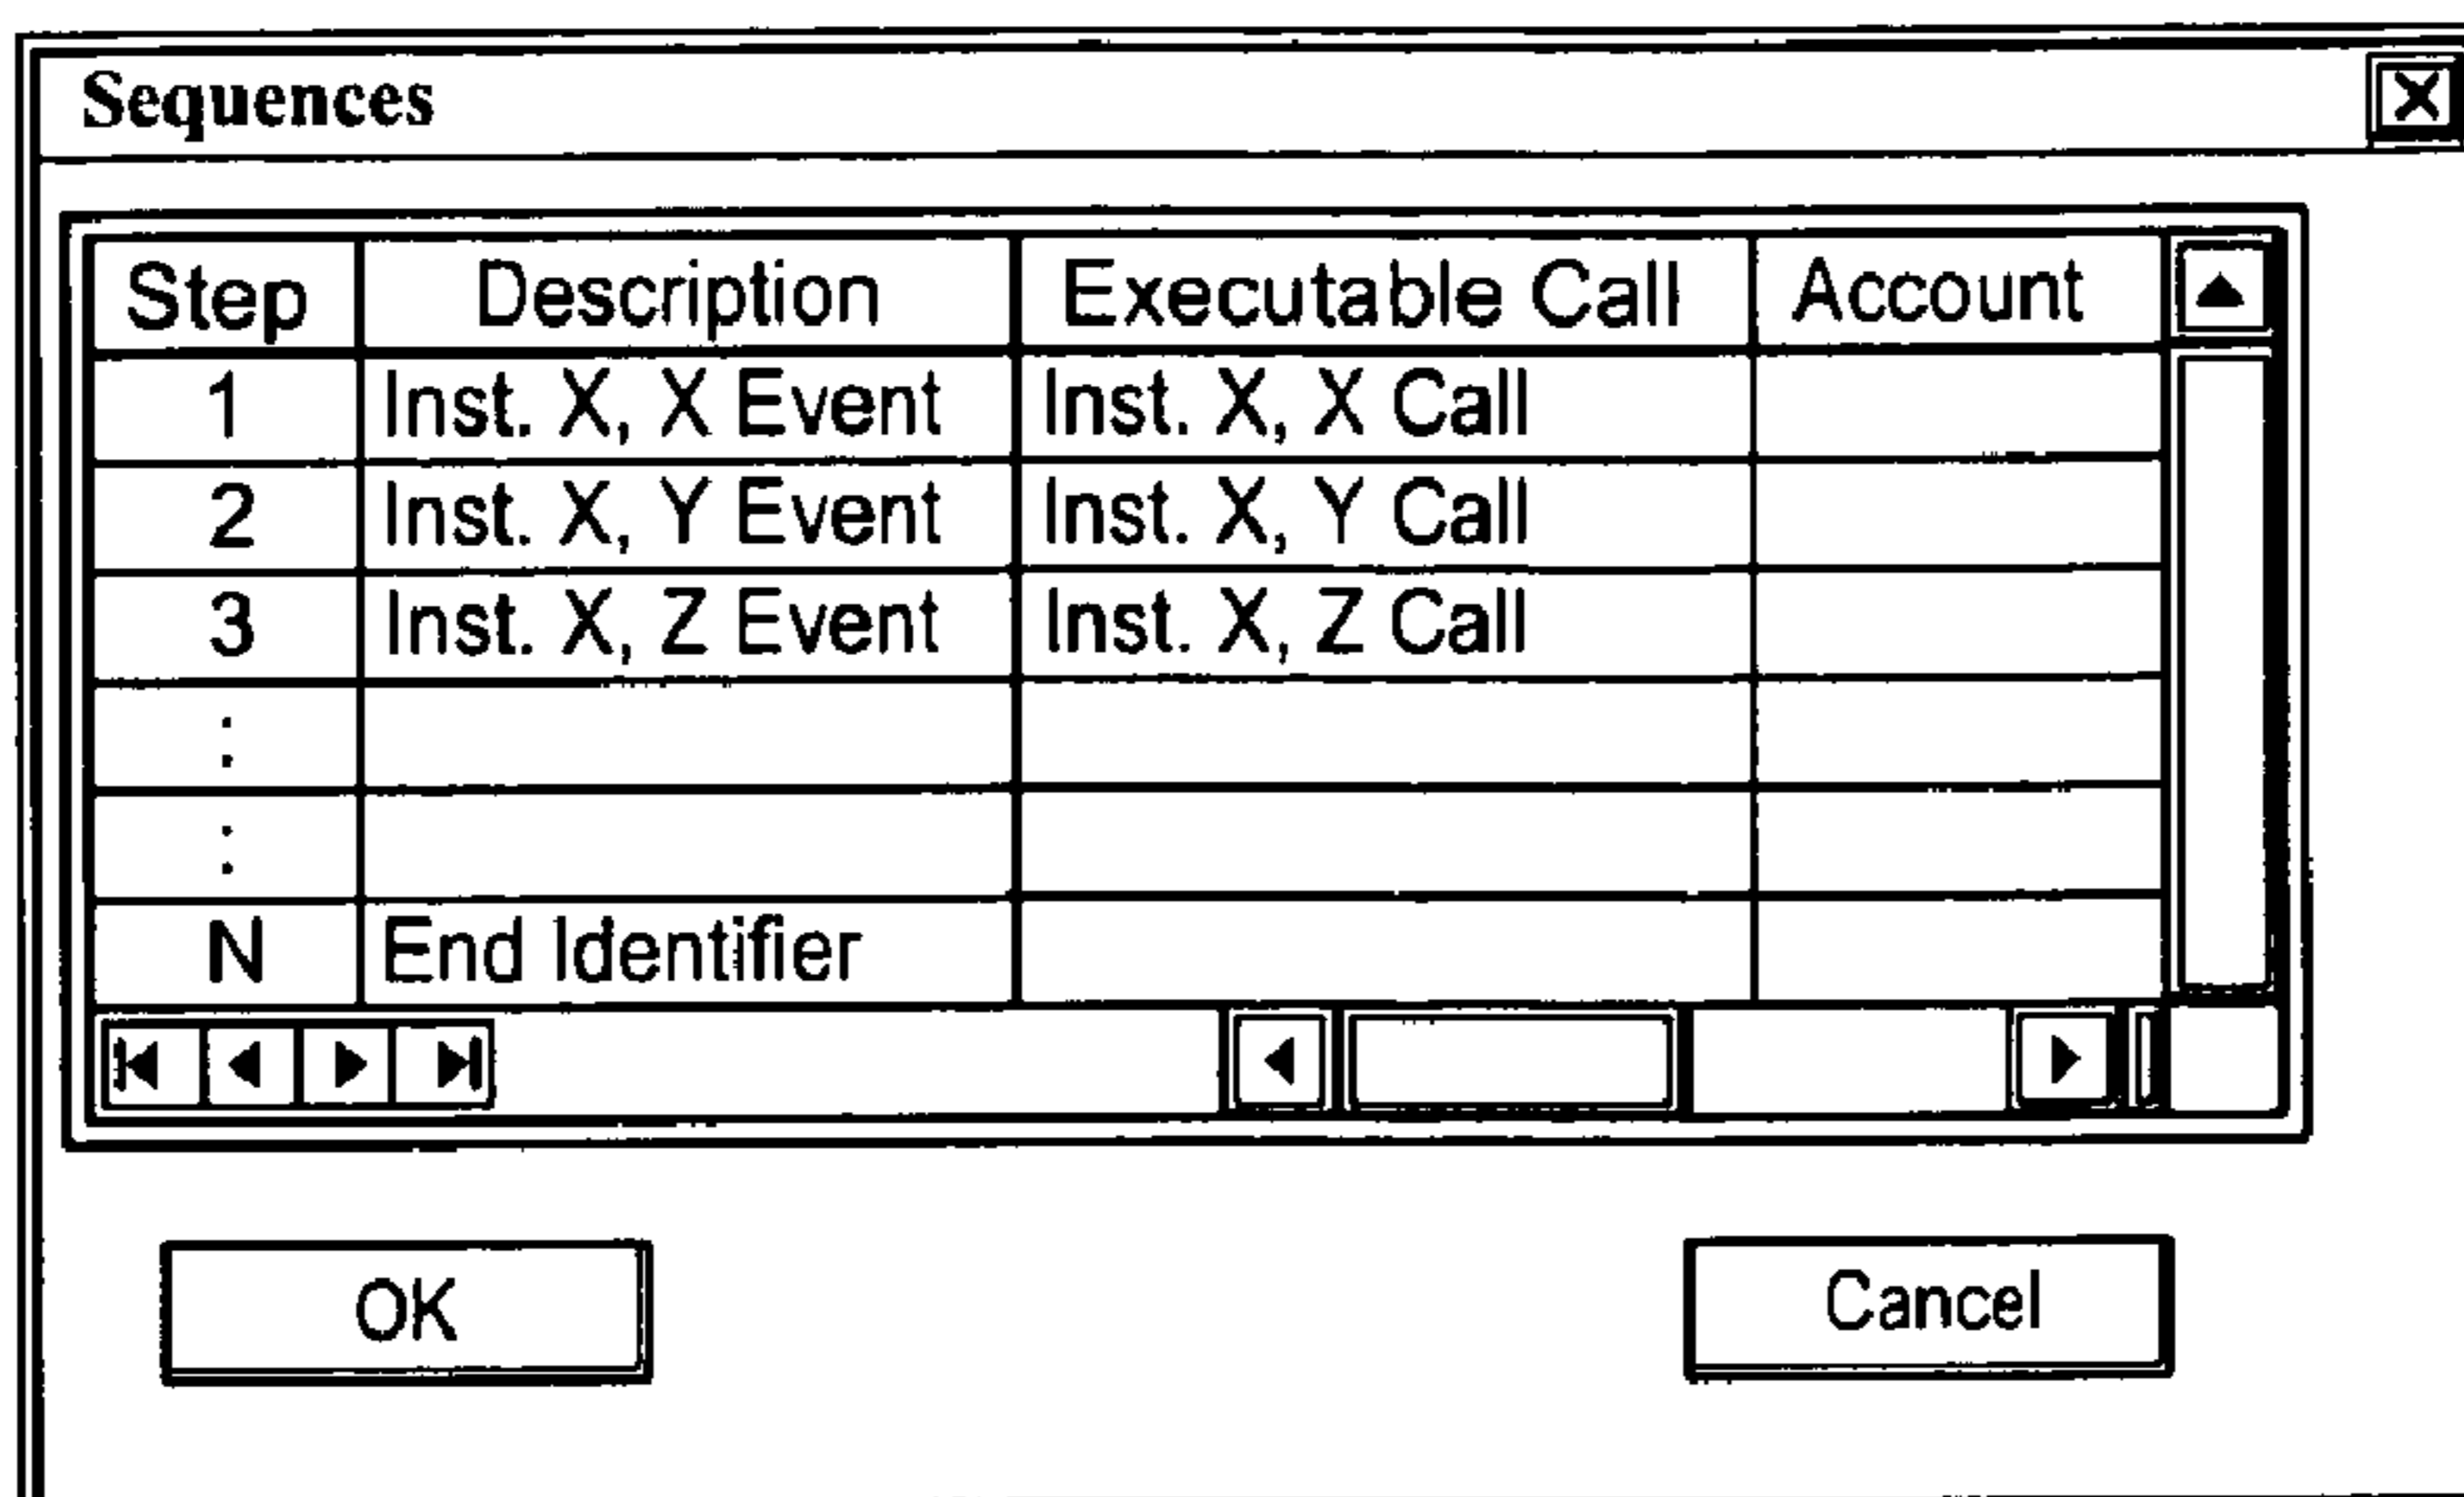 Sequences
Step Description Executable Call Account
1 Inst. X, X Event Inst. X, X Call
2 Inst. X, Y Event Inst. X, Y Call
3 Inst. X, Z Event Inst. X, Z Call
:
:
N End Identifier
OK Cancel